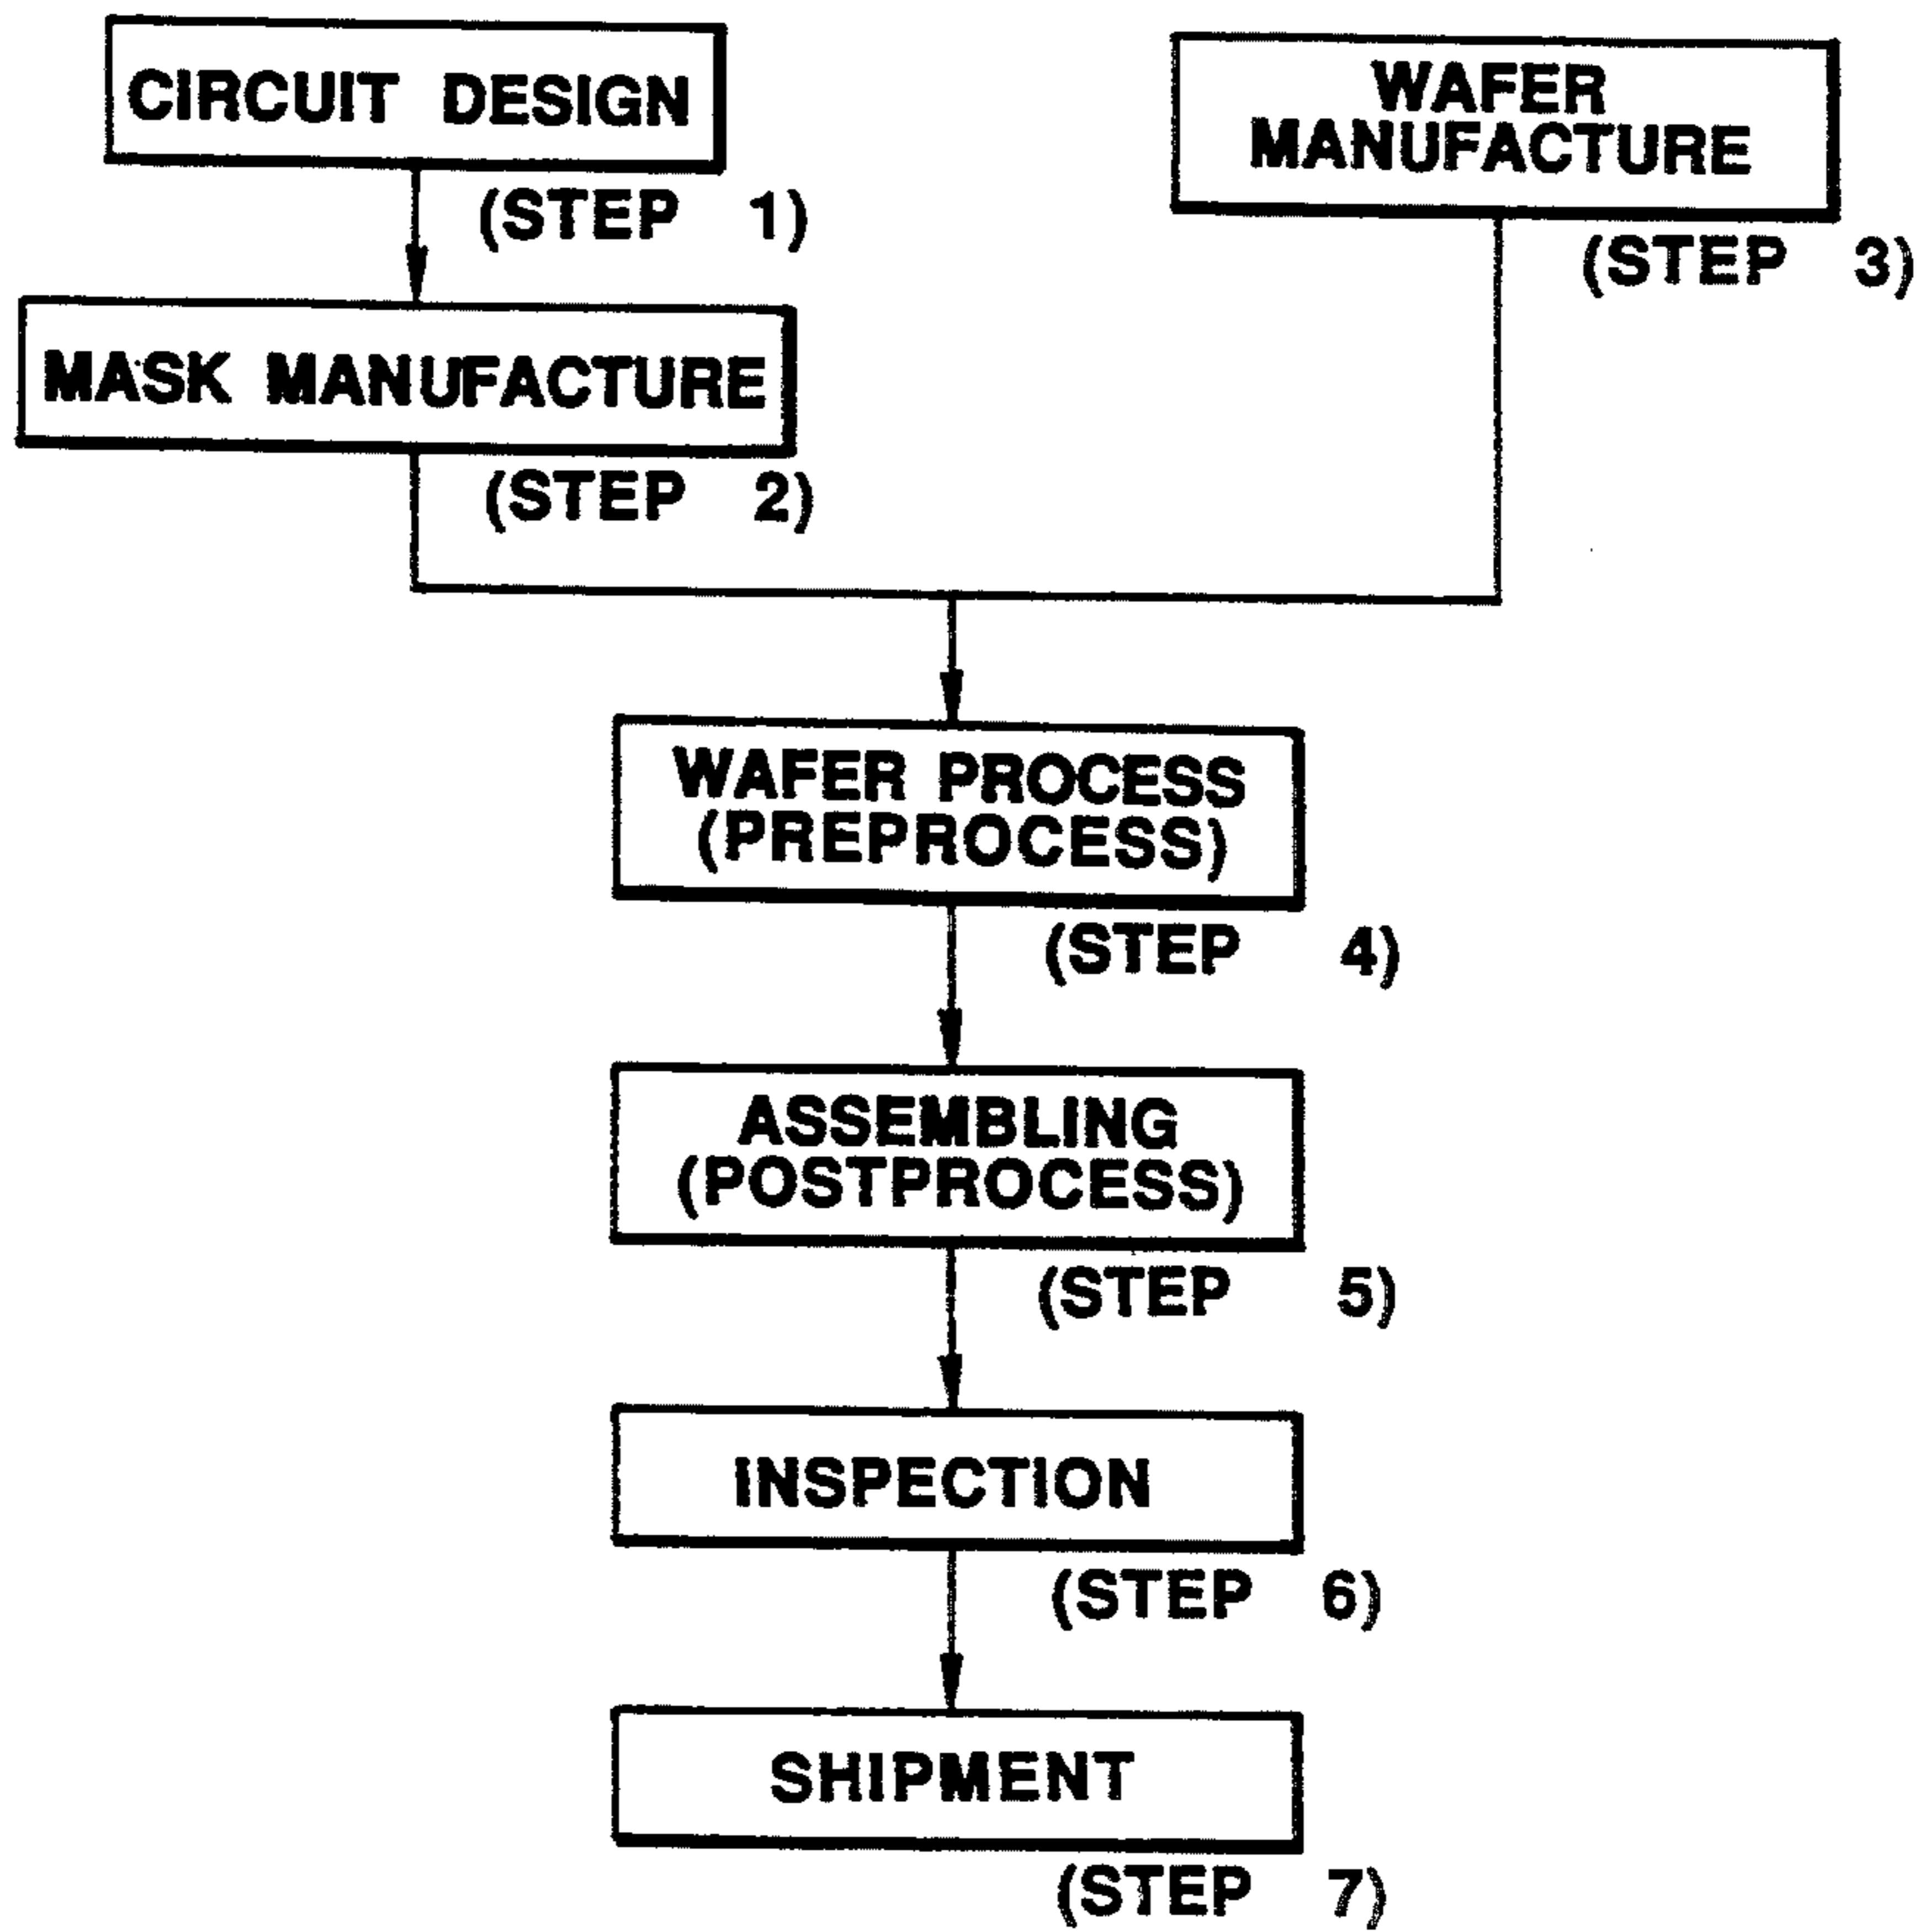 CIRCUIT DESIGN
(STEP 1)
WAFER
MANUFACTURE
(STEP 3)
MASK MANUFACTURE
(STEP 2)
WAFER PROCESS
(PREPROCESS)
(STEP 4)
ASSEMBLING
(POSTPROCESS)
(STEP 5)
INSPECTION
(STEP 6)
SHIPMENT
(STEP 7)